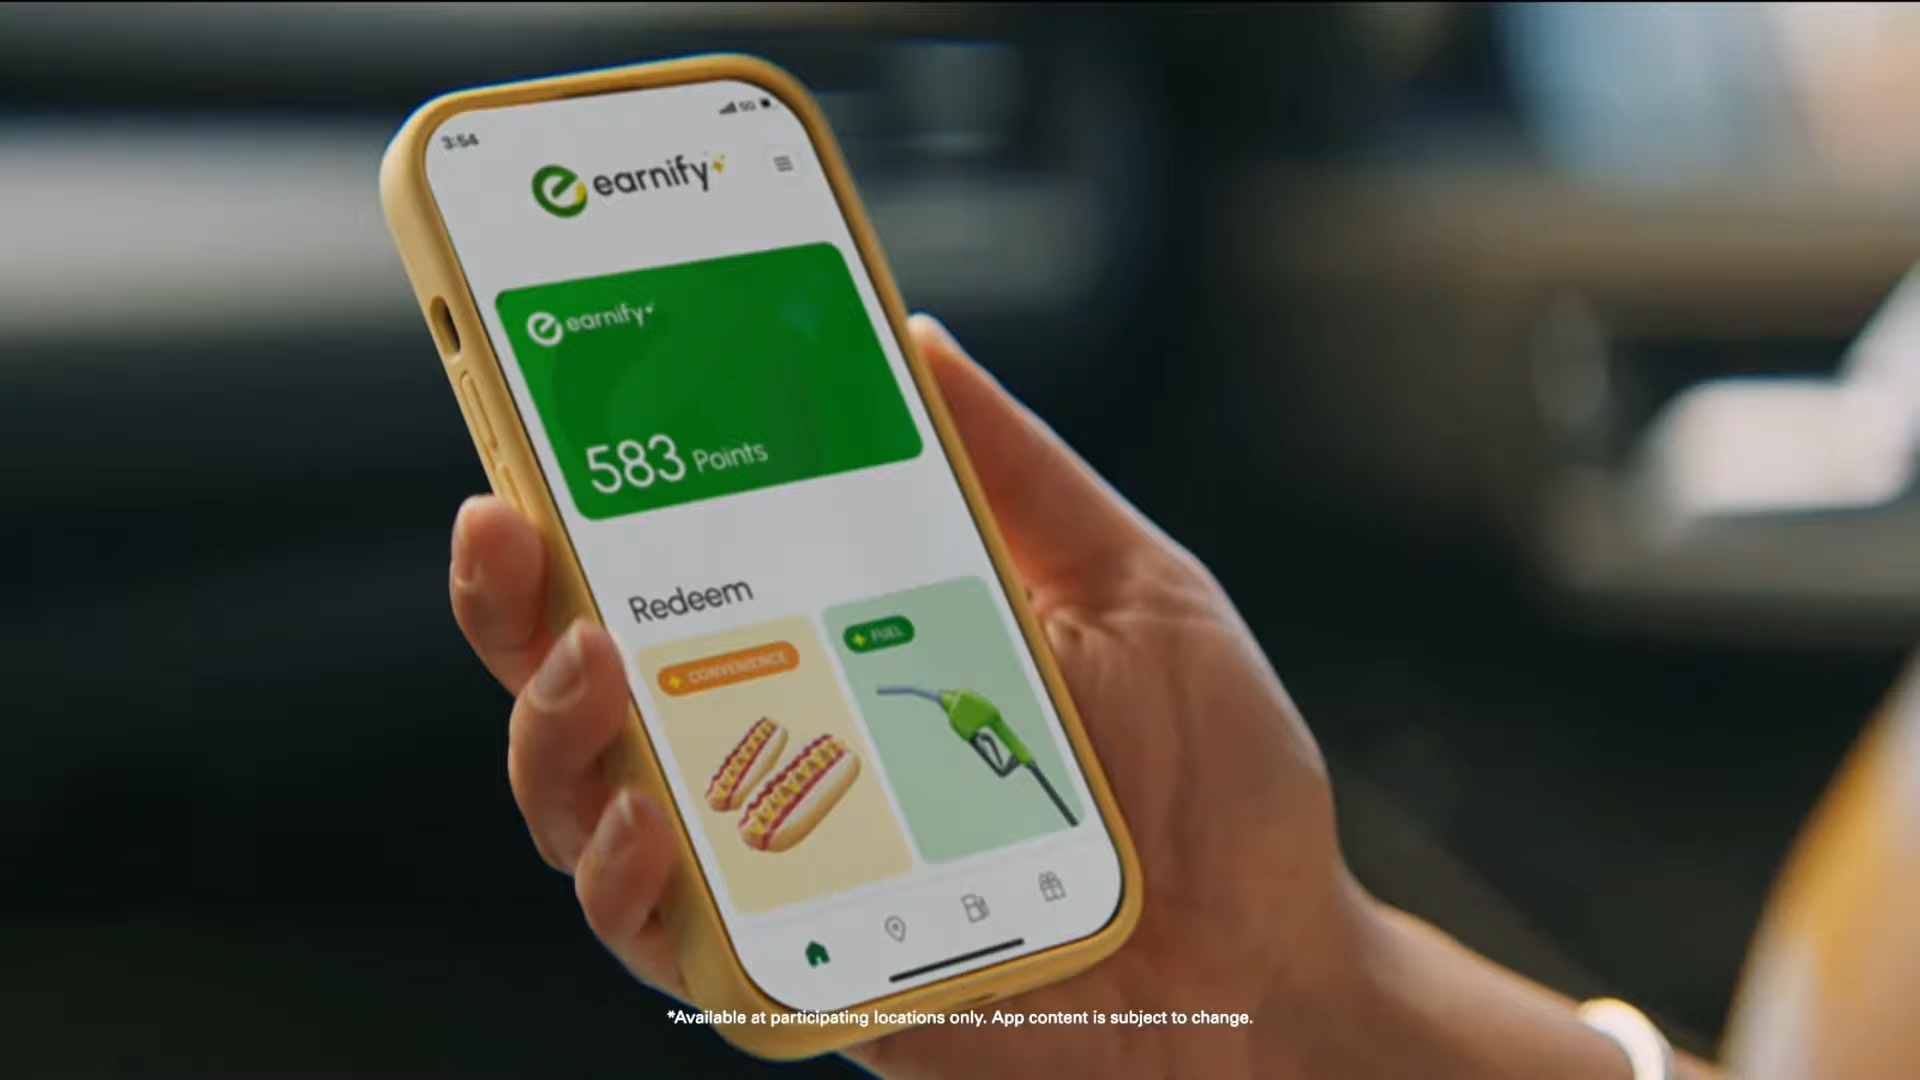 3:54
5G
earnify
earnify
583 Points
Redeem
CONVENIENCE
FUEL
*Available at participating locations only. App content is subject to change.